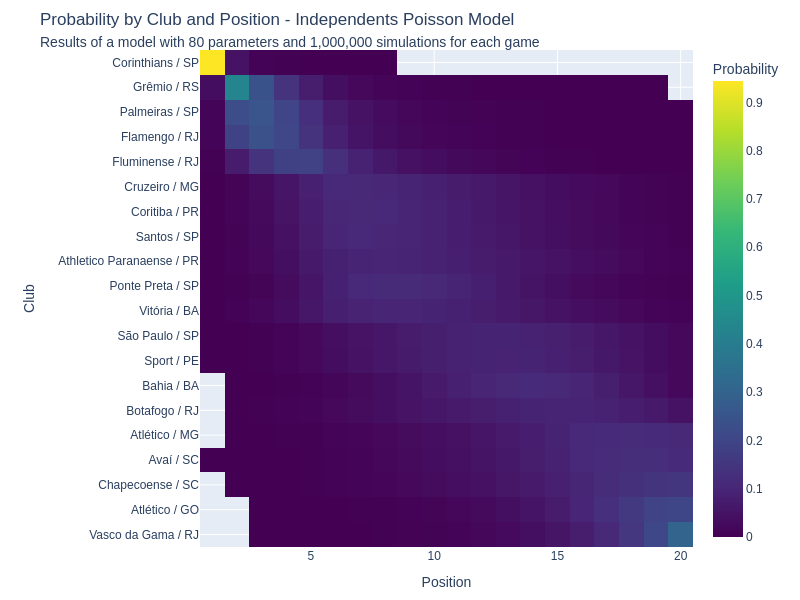 Probability by Club and Position - Independents Poisson Model
Results of a model with 80 parameters and 1,000,000 simulations for each game
Probability
Corinthians / SP
Grêmio / RS
Palmeiras / SP
Flamengo / RJ
Fluminense / RJ
Cruzeiro / MG
Coritiba / PR
Santos / SP
Athletico Paranaense / PR
Ponte Preta / SP
Vitória / BA
São Paulo / SP
Sport / PE
Bahia / BA
Botafogo / RJ
Atlético / MG
Avaí / SC
Chapecoense / SC
Atlético / GO
Vasco da Gama / RJ
Club
5 10 15 20
Position
0.9
0.8
0.7
0.6
0.5
0.4
0.3
0.2
0.1
0